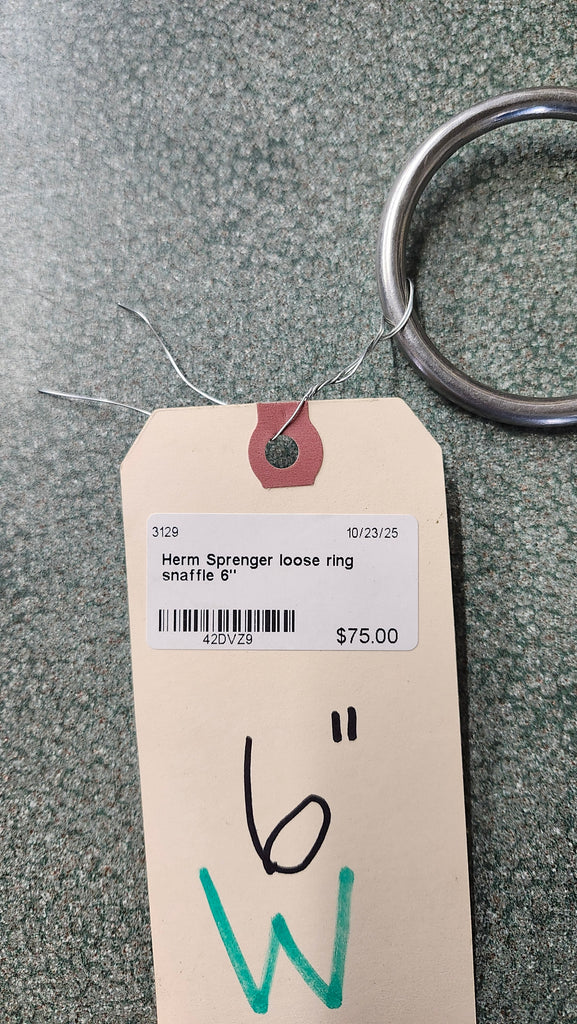 3129 10/23/25
Herm Sprenger loose ring
snaffle 6"
42DVZ9 $75.00
6"
W